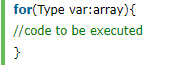 for(Type var:array){
//code to be executed
}